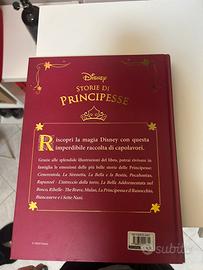 Disney
STORIE DI
PRINCIPESSE
Riscopri la magia Disney con questa
imperdibile raccolta di capolavori.
Grazie alle splendide illustrazioni del libro, potrai rivivere in
famiglia le emozioni delle più belle storie delle Principesse:
Cenerentola, La Sirenetta, La Bella e la Bestia, Pocahontas,
Rapunzel - L'intreccio della torre, La Bella Addormentata nel
Bosco, Ribelle - The Brave, Mulan, La Principessa e il Ranocchio,
Biancaneve e i Sette Nani.
subito